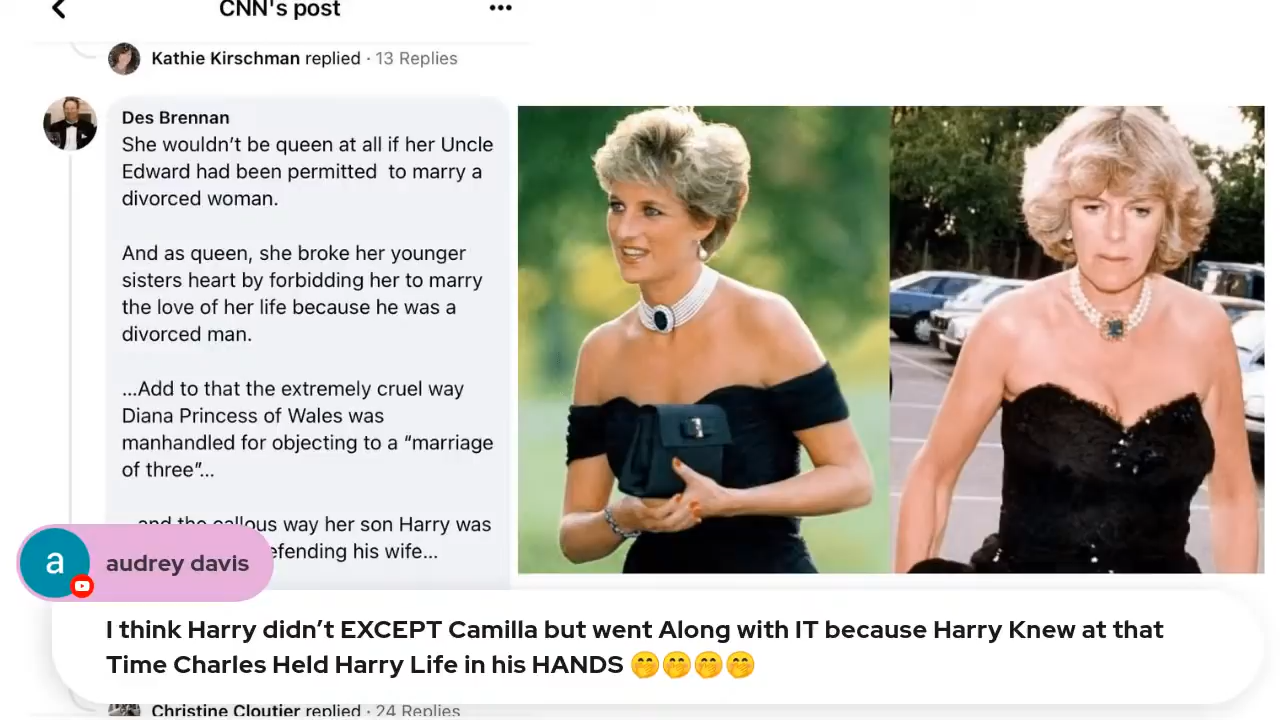 CNN's post
Kathie Kirschman replied · 13 Replies
Des Brennan
She wouldn't be queen at all if her Uncle
Edward had been permitted to marry a
divorced woman.
And as queen, she broke her younger
sisters heart by forbidding her to marry
the love of her life because he was a
divorced man.
...Add to that the extremely cruel way
Diana Princess of Wales was
manhandled for objecting to a “marriage
of three”...
...and the callous way her son Harry was
efending his wife...
a
audrey davis
I think Harry didn’t EXCEPT Camilla but went Along with IT because Harry Knew at that
Time Charles Held Harry Life in his HANDS 🤭🤭🤭🤭
Christine Cloutier replied · 24 Replies